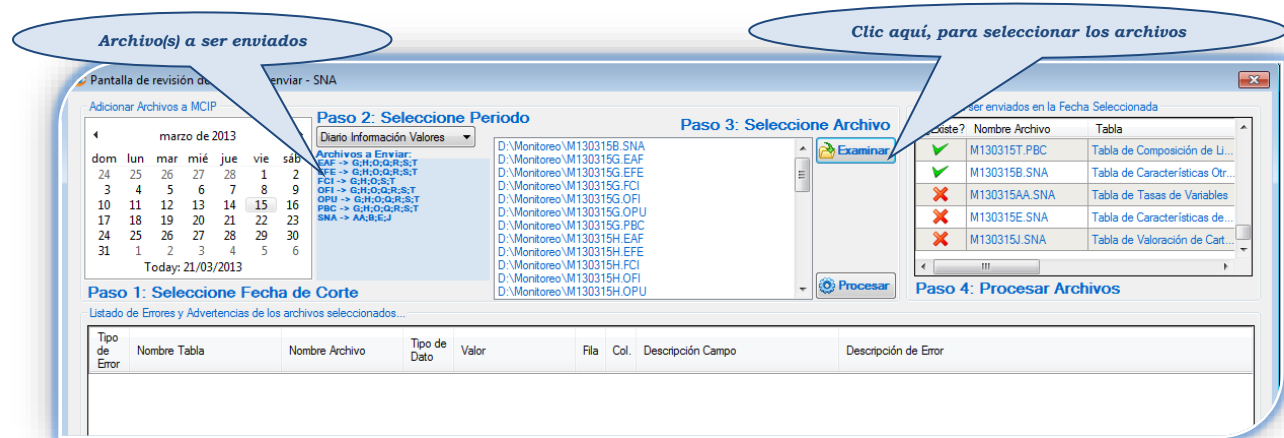 Archivo(s) a ser enviados
Clic aquí, para seleccionar los archivos
Pantalla de revisión de enviar - SNA
Adicionar Archivos a MCIP
ser enviados en la Fecha Seleccionada
marzo de 2013
dom lun mar mié jue vie sáb
24 25 26 27 28 1 2
3 4 5 6 7 8 9
10 11 12 13 14 15 16
17 18 19 20 21 22 23
24 25 26 27 28 29 30
31 1 2 3 4 5 6
Today: 21/03/2013
Paso 1: Seleccione Fecha de Corte
Paso 2: Seleccione Periodo
Diario Información Valores
Archivos a Enviar:
EAF -> G;H;O;Q;R;S;T
EFE -> G;H;O;Q;R;S;T
FCI -> G;H;O;S;T
OFI -> G;H;O;Q;R;S;T
OPU -> G;H;O;Q;R;S;T
PBC -> G;H;O;Q;R;S;T
SNA -> AA;B;E;J
Paso 3: Seleccione Archivo
D:\Monitoreo\M130315B.SNA
D:\Monitoreo\M130315G.EAF
D:\Monitoreo\M130315G.EFE
D:\Monitoreo\M130315G.FCI
D:\Monitoreo\M130315G.OFI
D:\Monitoreo\M130315G.OPU
D:\Monitoreo\M130315G.PBC
D:\Monitoreo\M130315H.EAF
D:\Monitoreo\M130315H.EFE
D:\Monitoreo\M130315H.FCI
D:\Monitoreo\M130315H.OFI
D:\Monitoreo\M130315H.OPU
Examinar
Procesar
Existe? Nombre Archivo Tabla
M130315T.PBC Tabla de Composición de Li...
M130315B.SNA Tabla de Características Otr...
M130315AA.SNA Tabla de Tasas de Variables
M130315E.SNA Tabla de Características de...
M130315J.SNA Tabla de Valoración de Cart...
Paso 4: Procesar Archivos
Listado de Errores y Advertencias de los archivos seleccionados...
Tipo de Error Nombre Tabla Nombre Archivo Tipo de Dato Valor Fila Col. Descripción Campo Descripción de Error